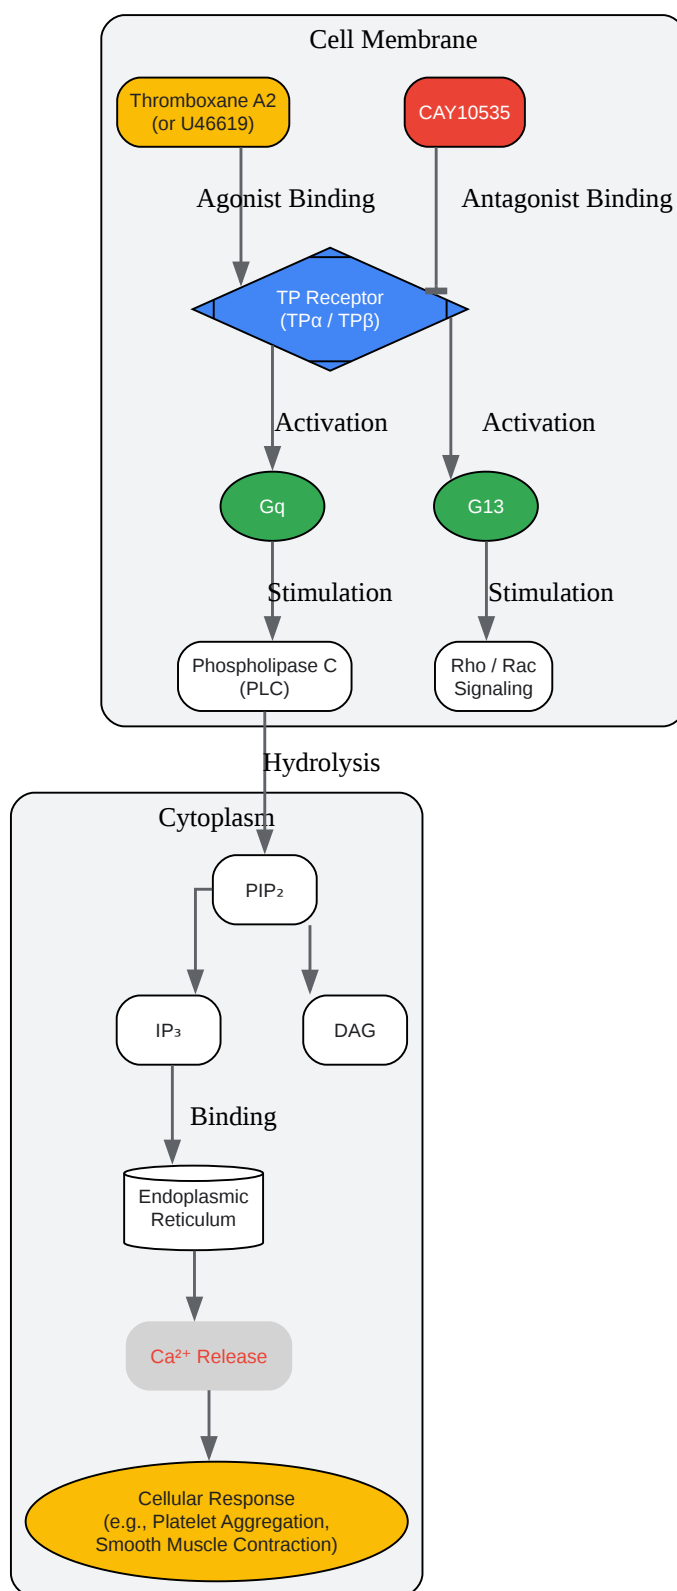 Cell Membrane
Thromboxane A2
(or U46619)
CAY10535
Agonist Binding
Antagonist Binding
TP Receptor
(TPα / TPβ)
Activation
Activation
Gq
G13
Stimulation
Stimulation
Phospholipase C
(PLC)
Rho / Rac
Signaling
Hydrolysis
Cytoplasm
PIP₂
IP₃
DAG
Binding
Endoplasmic
Reticulum
Ca²⁺ Release
Cellular Response
(e.g., Platelet Aggregation,
Smooth Muscle Contraction)